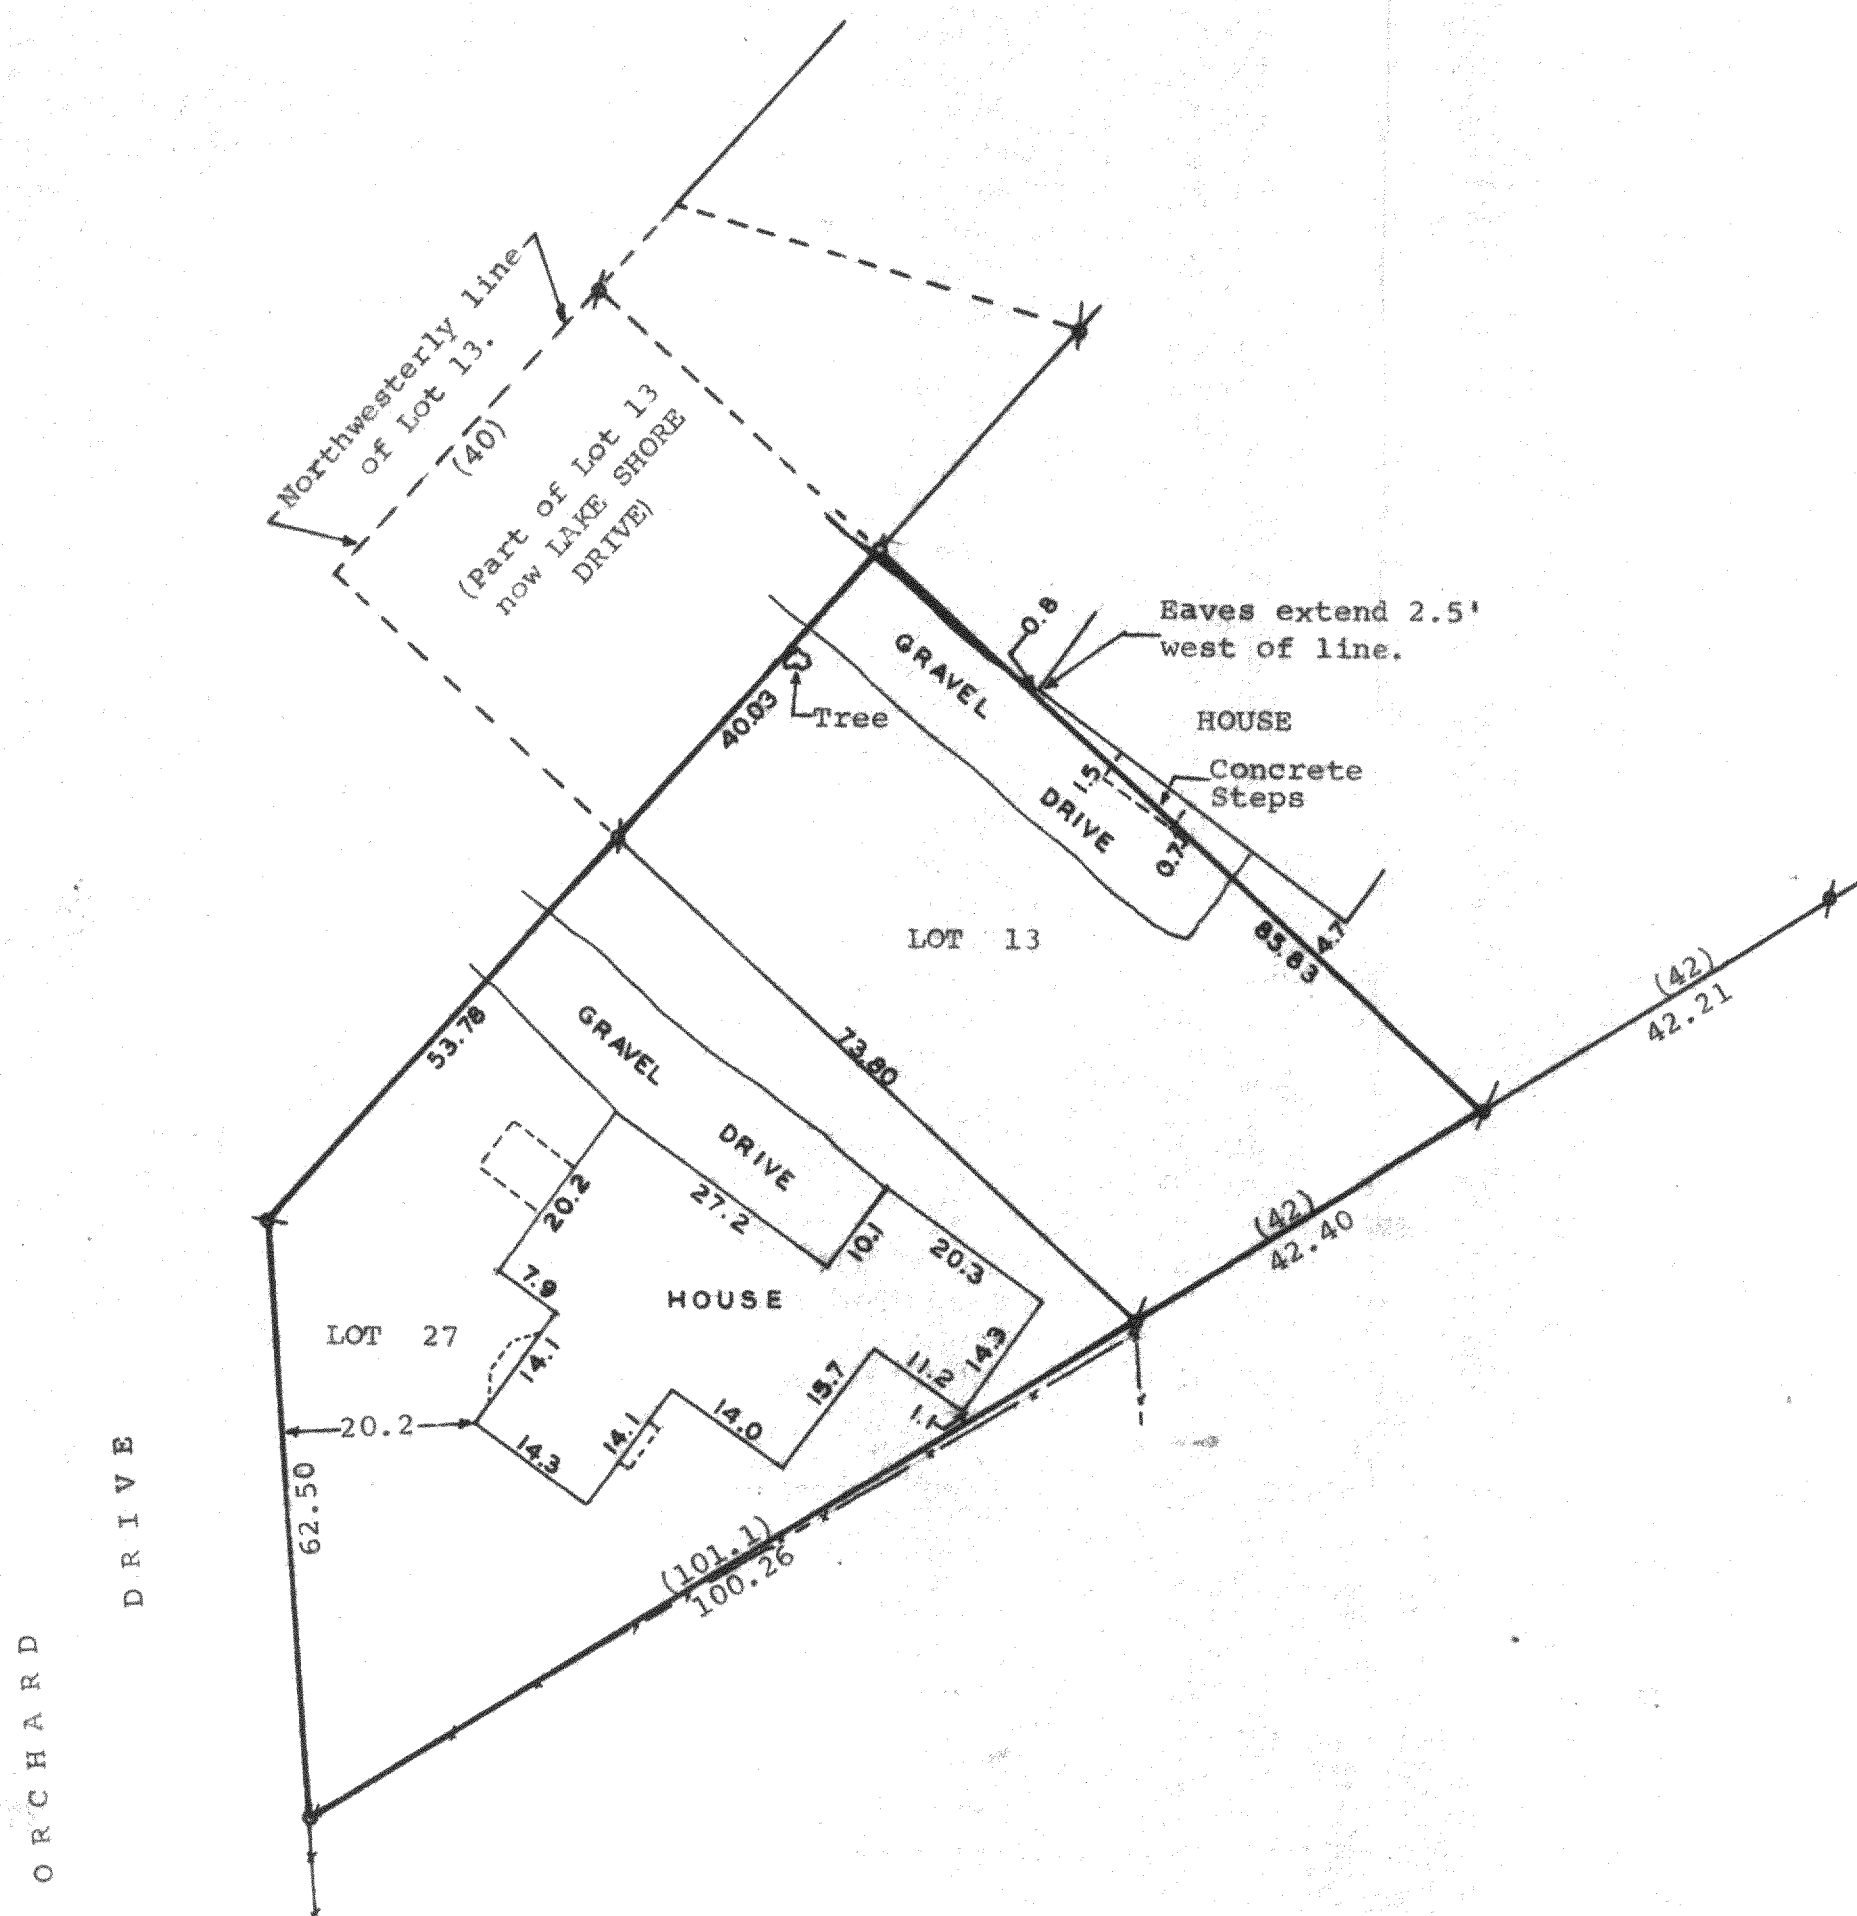 Northwesterly line
of Lot 13.
(40)
(Part of Lot 13
now LAKE SHORE
DRIVE)
0.8
Eaves extend 2.5'
west of line.
GRAVEL
DRIVE
40.03
Tree
HOUSE
1.5
Concrete
Steps
0.7
LOT 13
85.83
4.7
(42)
42.21
53.78
GRAVEL
DRIVE
73.80
20.2
27.2
10.1
20.3
(42)
42.40
7.9
HOUSE
LOT 27
14.1
14.3
11.2
15.7
14.0
14.1
14.3
1.1
20.2
62.50
(101.1)
100.26
ORCHARD
DRIVE